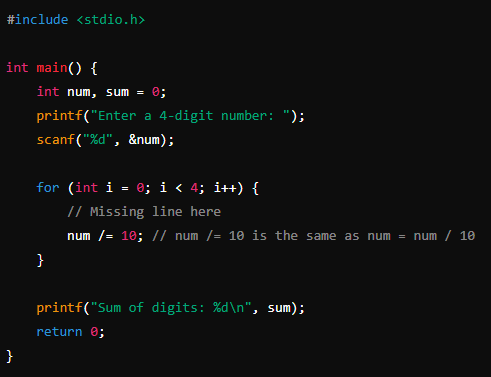 #include <stdio.h>
int main() {
int num, sum = 0;
printf("Enter a 4-digit number: ");
scanf("%d", &num);
for (int i = 0; i < 4; i++) {
// Missing line here
num /= 10; // num /= 10 is the same as num = num / 10
}
printf("Sum of digits: %d\n", sum);
return 0;
}